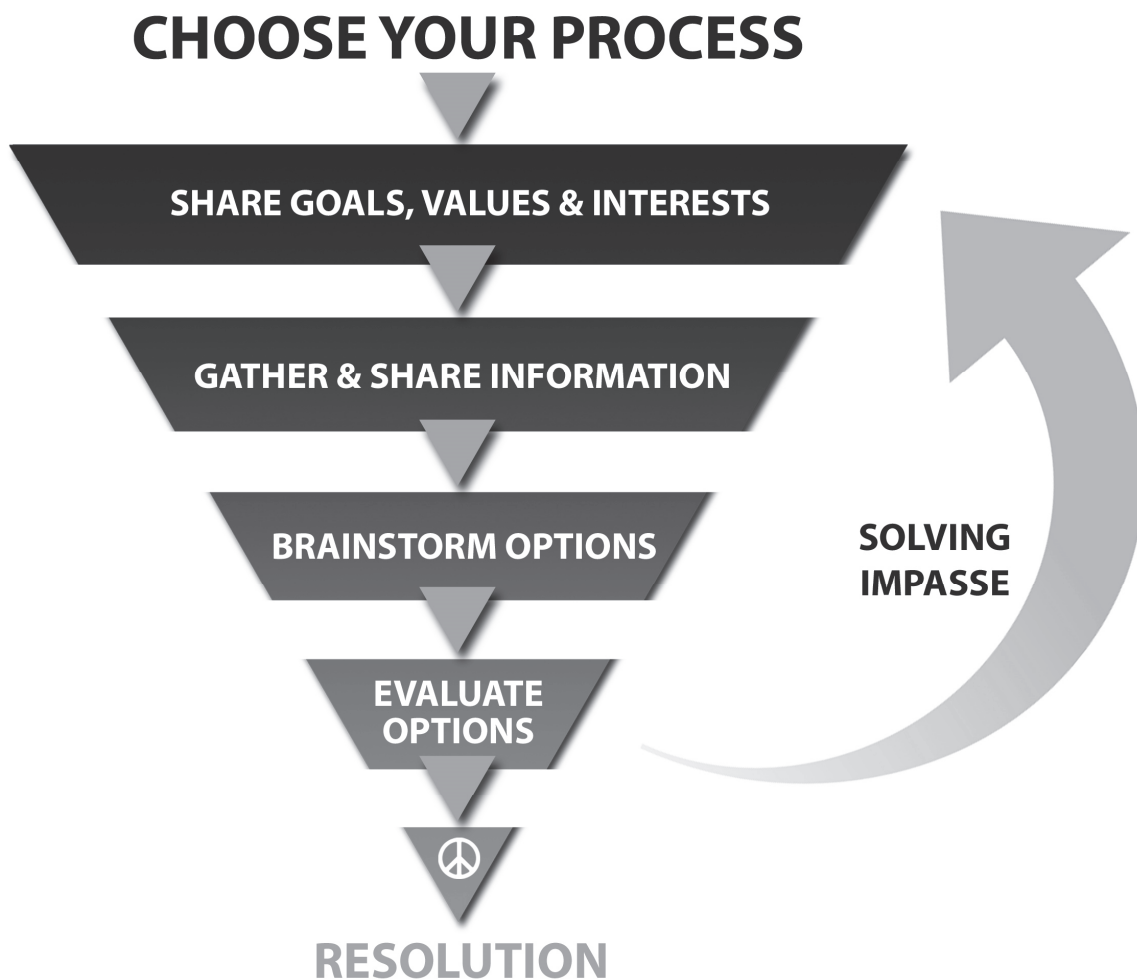 CHOOSE YOUR PROCESS
SHARE GOALS, VALUES & INTERESTS
GATHER & SHARE INFORMATION
BRAINSTORM OPTIONS
EVALUATE
OPTIONS
SOLVING
IMPASSE
RESOLUTION